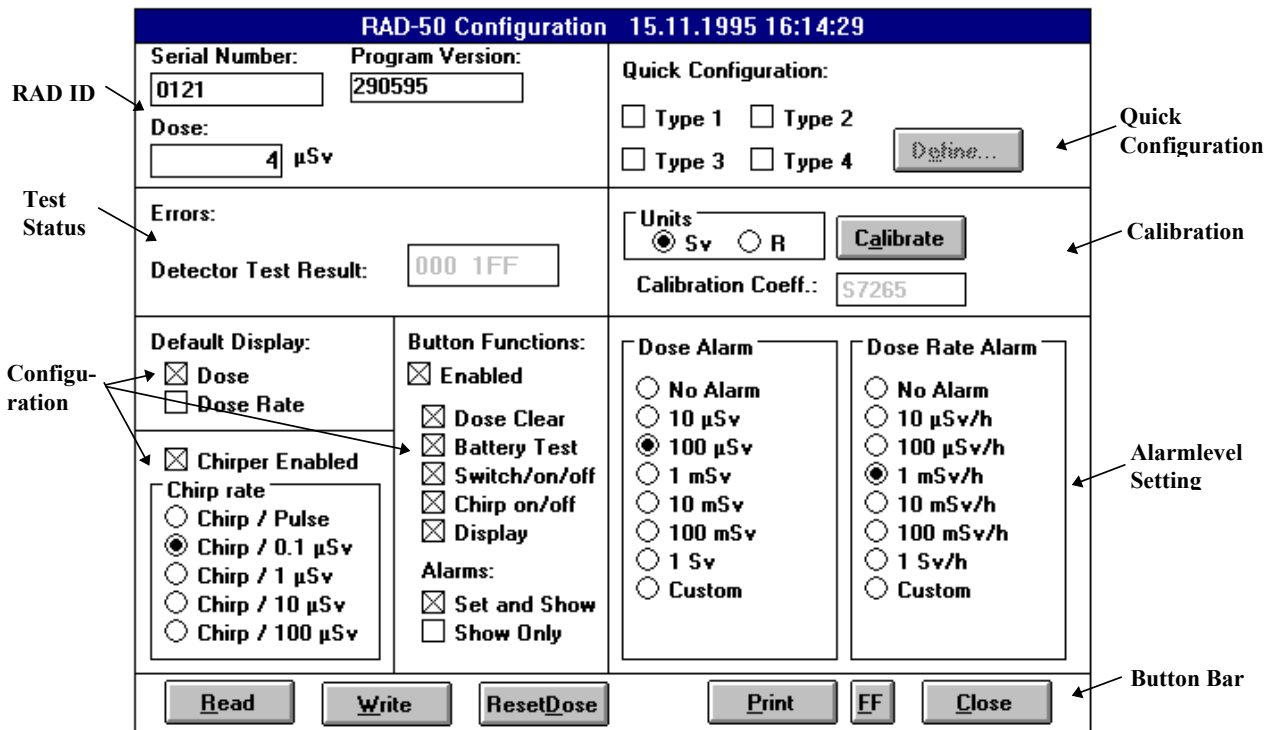 RAD-50 Configuration 15.11.1995 16:14:29
RAD ID
Serial Number:
0121
Program Version:
290595
Dose:
4 µSv
Quick Configuration:
Type 1
Type 2
Type 3
Type 4
Define...
Quick
Configuration
Test
Status
Errors:
Detector Test Result:
000 1FF
Units
Sv
R
Calibrate
Calibration Coeff.:
S7265
Calibration
Configu-
ration
Default Display:
Dose
Dose Rate
Chirper Enabled
Chirp rate
Chirp / Pulse
Chirp / 0.1 µSv
Chirp / 1 µSv
Chirp / 10 µSv
Chirp / 100 µSv
Button Functions:
Enabled
Dose Clear
Battery Test
Switch/on/off
Chirp on/off
Display
Alarms:
Set and Show
Show Only
Dose Alarm
No Alarm
10 µSv
100 µSv
1 mSv
10 mSv
100 mSv
1 Sv
Custom
Dose Rate Alarm
No Alarm
10 µSv/h
100 µSv/h
1 mSv/h
10 mSv/h
100 mSv/h
1 Sv/h
Custom
Alarmlevel
Setting
Read
Write
ResetDose
Print
FF
Close
Button Bar